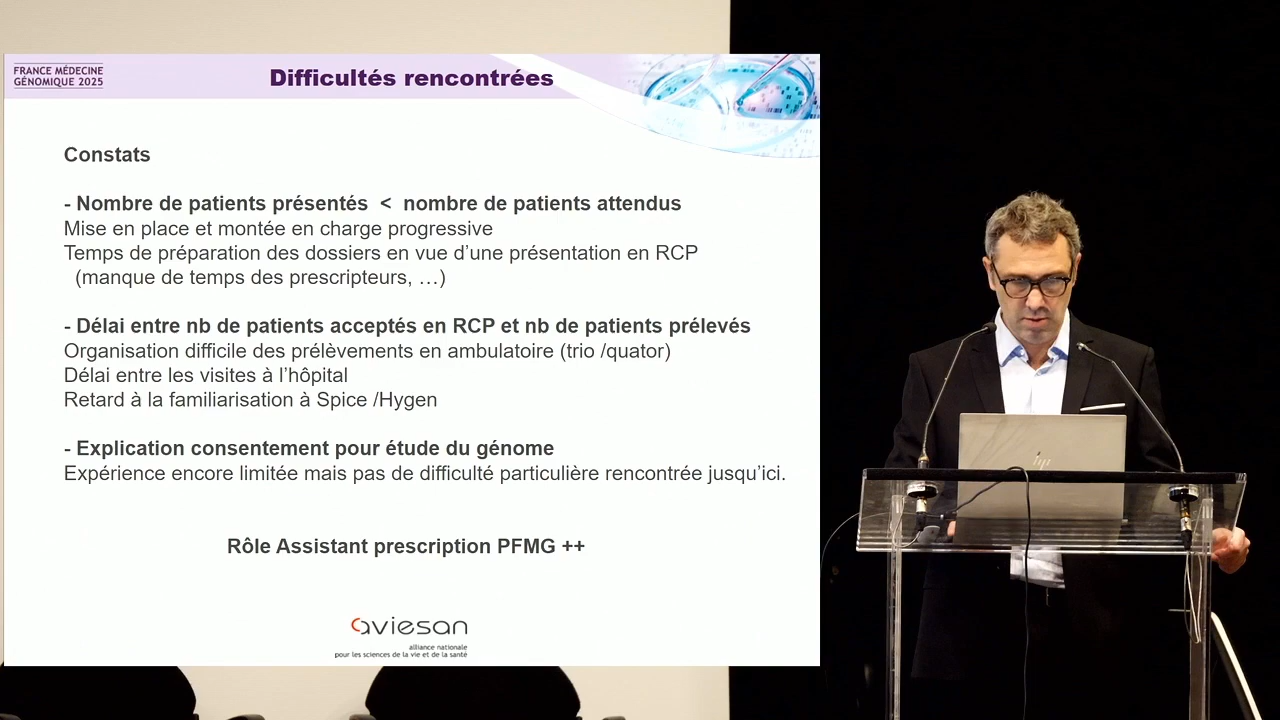 FRANCE MÉDECINE
GÉNOMIQUE 2025
Difficultés rencontrées
Constats
- Nombre de patients présentés < nombre de patients attendus
Mise en place et montée en charge progressive
Temps de préparation des dossiers en vue d’une présentation en RCP
(manque de temps des prescripteurs, …)
- Délai entre nb de patients acceptés en RCP et nb de patients prélevés
Organisation difficile des prélèvements en ambulatoire (trio /quator)
Délai entre les visites à l’hôpital
Retard à la familiarisation à Spice /Hygen
- Explication consentement pour étude du génome
Expérience encore limitée mais pas de difficulté particulière rencontrée jusqu’ici.
Rôle Assistant prescription PFMG ++
aviesan
alliance nationale
pour les sciences de la vie et de la santé
hp